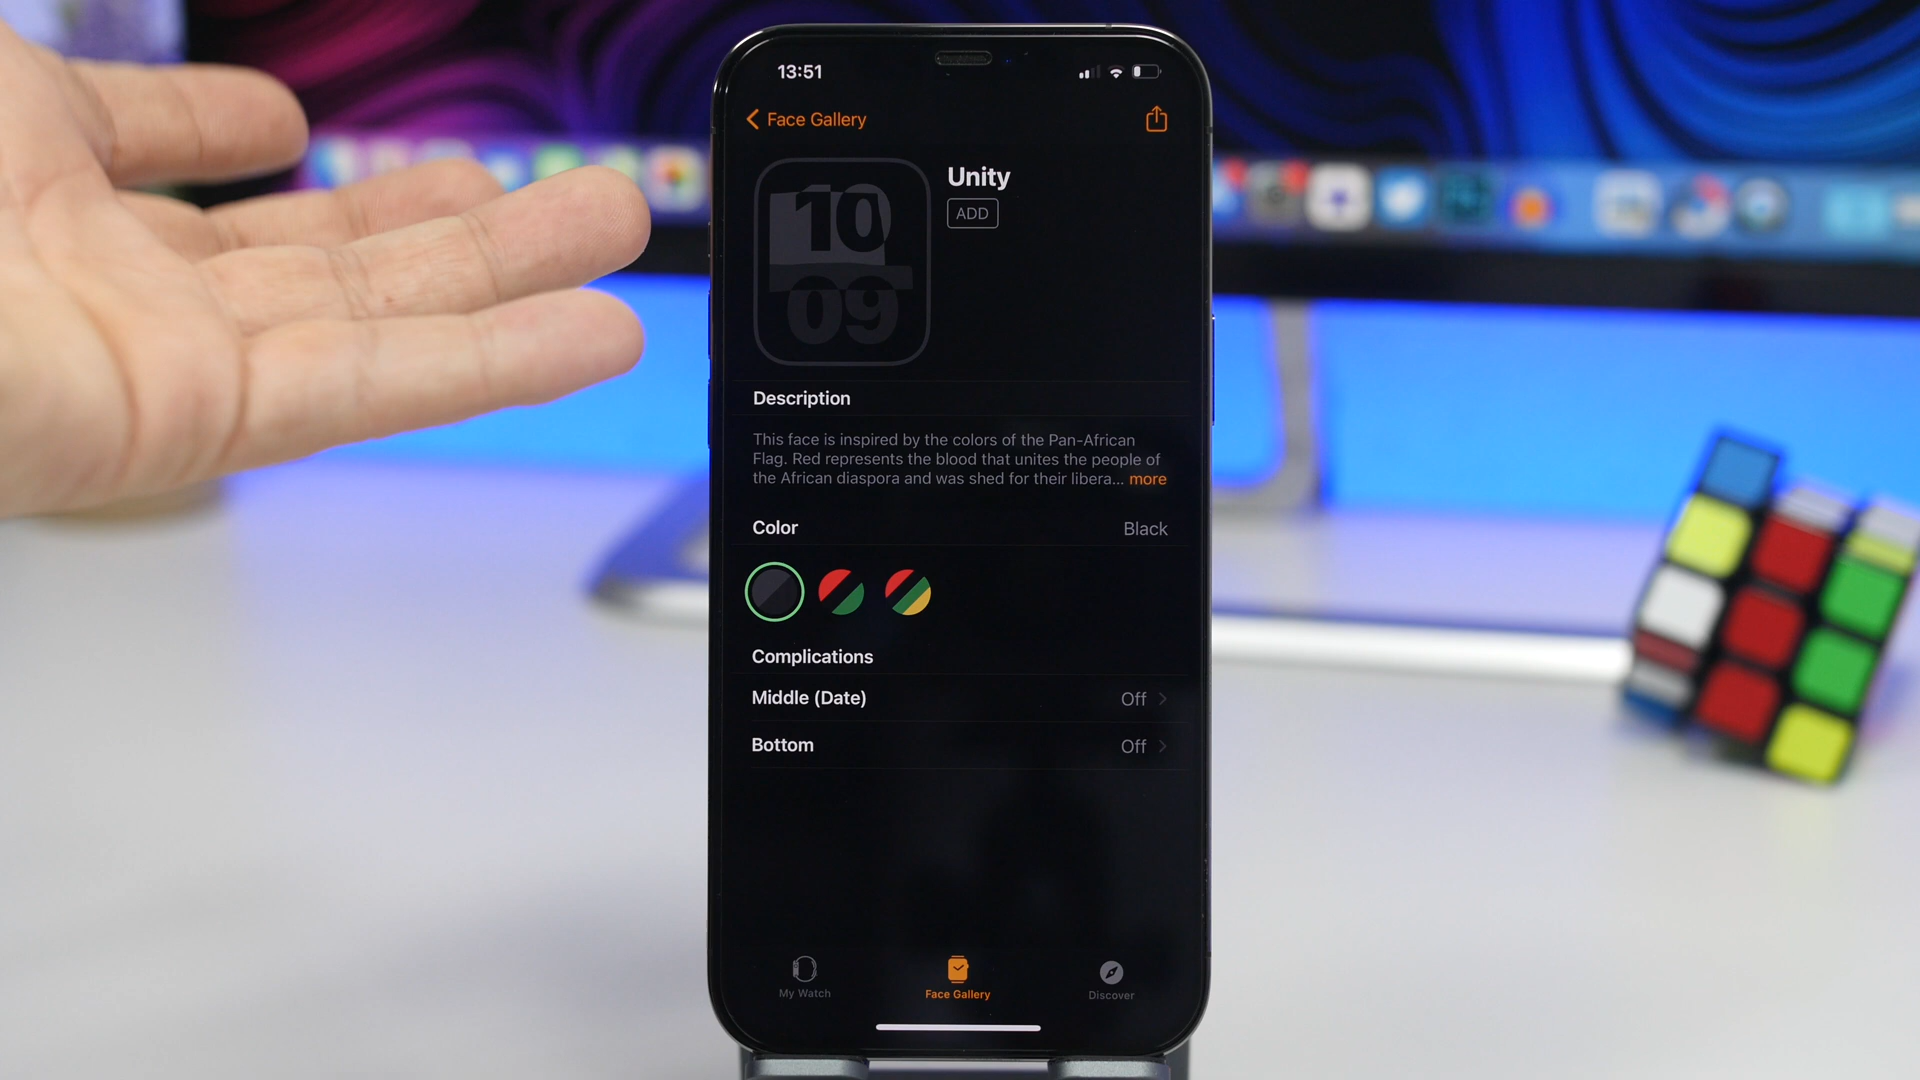 13:51
Face Gallery
10
09
Unity
ADD
Description
This face is inspired by the colors of the Pan-African
Flag. Red represents the blood that unites the people of
the African diaspora and was shed for their libera... more
Color
Black
Complications
Middle (Date)
Off
Bottom
Off
My Watch
Face Gallery
Discover